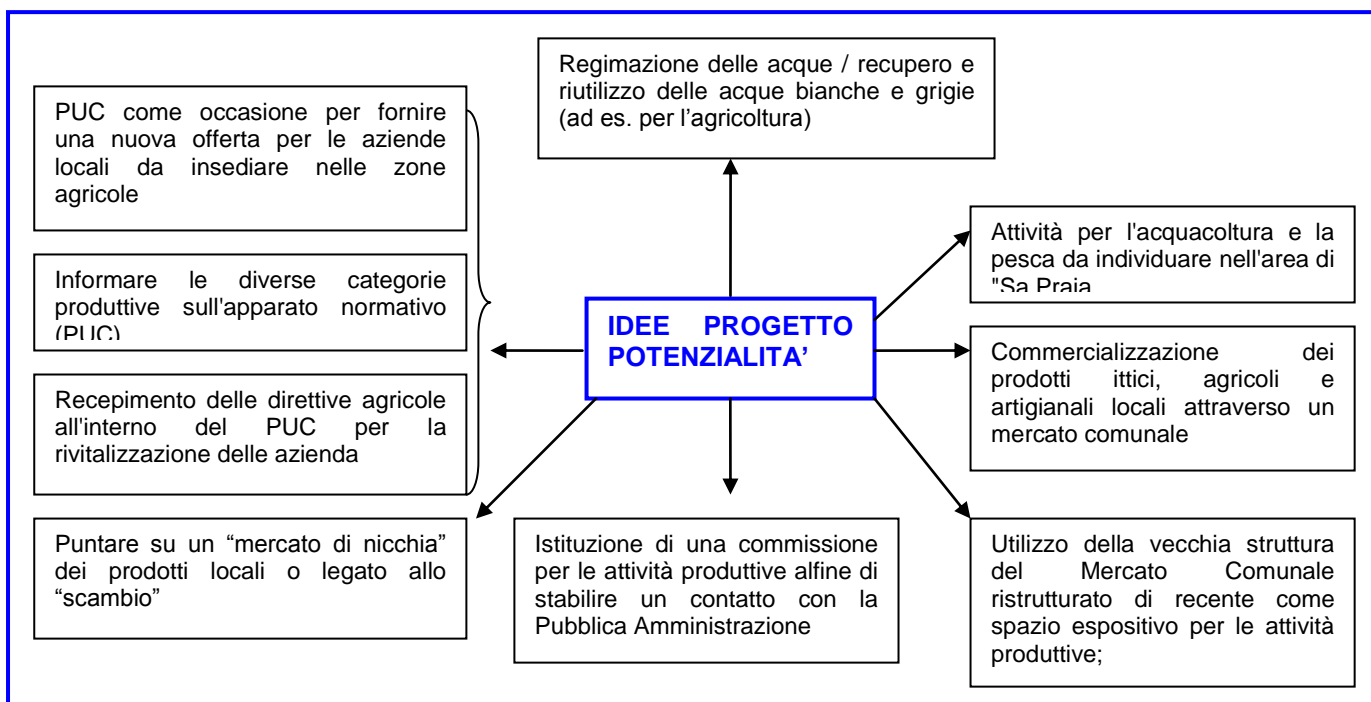 Regimazione delle acque / recupero e
riutilizzo delle acque bianche e grigie
(ad es. per l’agricoltura)
PUC come occasione per fornire
una nuova offerta per le aziende
locali da insediare nelle zone
agricole
Informare le diverse categorie
produttive sull'apparato normativo
(PUC)
Recepimento delle direttive agricole
all'interno del PUC per la
rivitalizzazione delle azienda
Puntare su un “mercato di nicchia”
dei prodotti locali o legato allo
“scambio”
IDEE PROGETTO
POTENZIALITA’
Istituzione di una commissione
per le attività produttive alfine di
stabilire un contatto con la
Pubblica Amministrazione
Attività per l'acquacoltura e la
pesca da individuare nell'area di
"Sa Praia
Commercializzazione dei
prodotti ittici, agricoli e
artigianali locali attraverso un
mercato comunale
Utilizzo della vecchia struttura
del Mercato Comunale
ristrutturato di recente come
spazio espositivo per le attività
produttive;